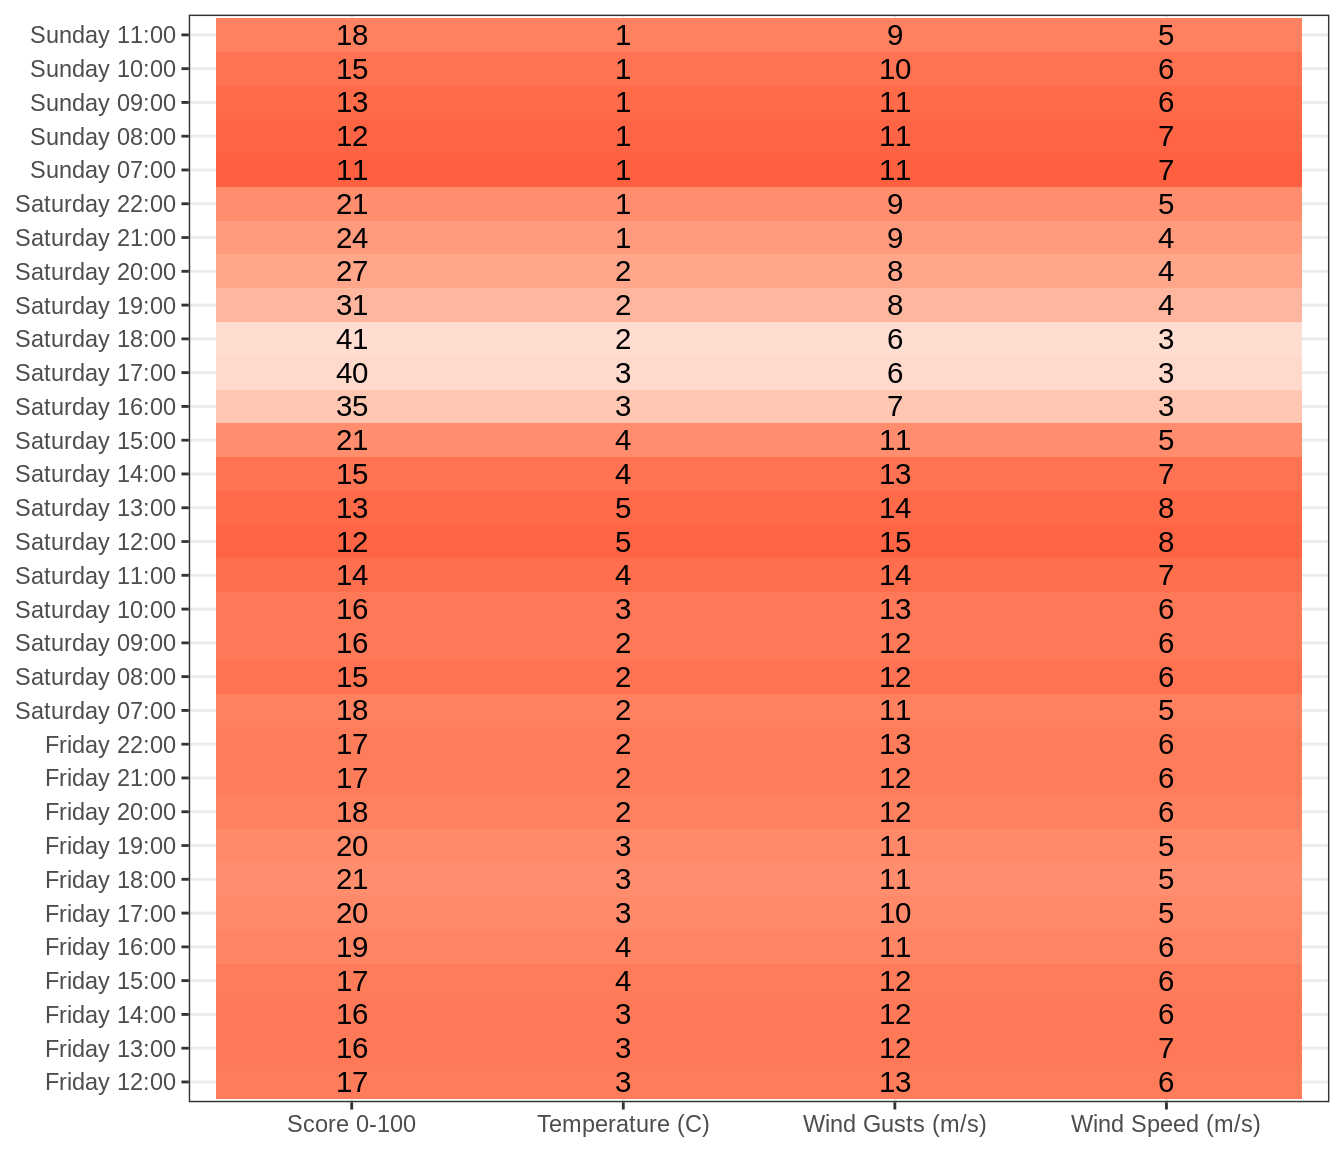 Sunday 11:00 18 1 9 5
Sunday 10:00 15 1 10 6
Sunday 09:00 13 1 11 6
Sunday 08:00 12 1 11 7
Sunday 07:00 11 1 11 7
Saturday 22:00 21 1 9 5
Saturday 21:00 24 1 9 4
Saturday 20:00 27 2 8 4
Saturday 19:00 31 2 8 4
Saturday 18:00 41 2 6 3
Saturday 17:00 40 3 6 3
Saturday 16:00 35 3 7 3
Saturday 15:00 21 4 11 5
Saturday 14:00 15 4 13 7
Saturday 13:00 13 5 14 8
Saturday 12:00 12 5 15 8
Saturday 11:00 14 4 14 7
Saturday 10:00 16 3 13 6
Saturday 09:00 16 2 12 6
Saturday 08:00 15 2 12 6
Saturday 07:00 18 2 11 5
Friday 22:00 17 2 13 6
Friday 21:00 17 2 12 6
Friday 20:00 18 2 12 6
Friday 19:00 20 3 11 5
Friday 18:00 21 3 11 5
Friday 17:00 20 3 10 5
Friday 16:00 19 4 11 6
Friday 15:00 17 4 12 6
Friday 14:00 16 3 12 6
Friday 13:00 16 3 12 7
Friday 12:00 17 3 13 6
Score 0-100 Temperature (C) Wind Gusts (m/s) Wind Speed (m/s)